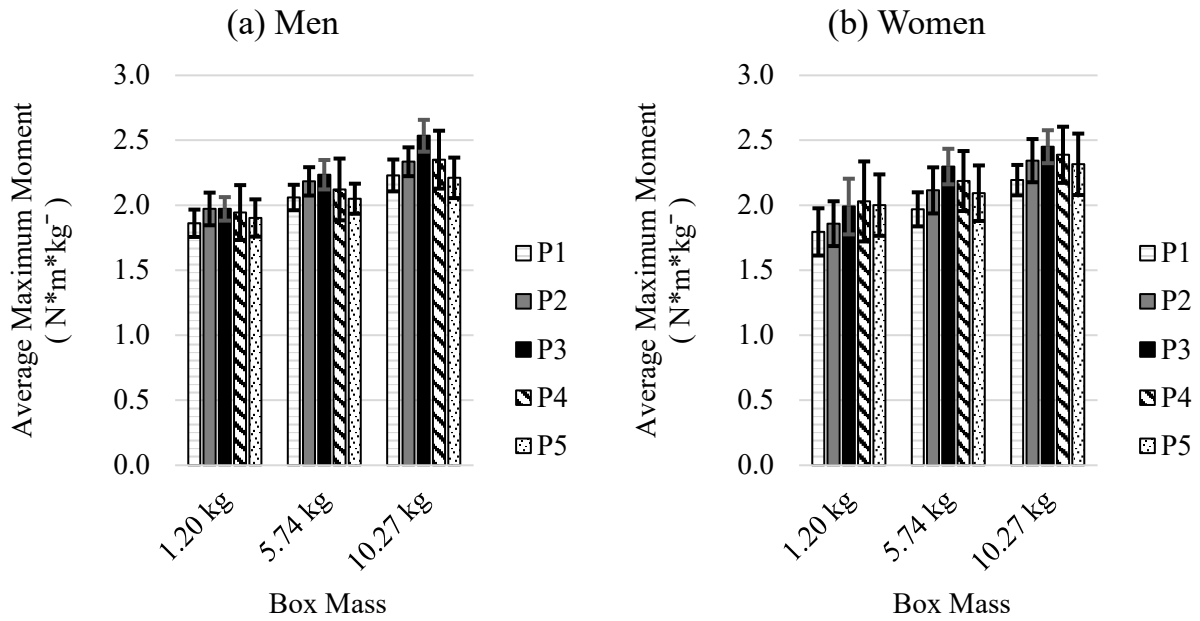 (a) Men
Average Maximum Moment
( N*m*kg⁻)
3.0
2.5
2.0
1.5
1.0
0.5
0.0
1.20 kg
5.74 kg
10.27 kg
Box Mass
P1
P2
P3
P4
P5
(b) Women
Average Maximum Moment
( N*m*kg⁻)
3.0
2.5
2.0
1.5
1.0
0.5
0.0
1.20 kg
5.74 kg
10.27 kg
Box Mass
P1
P2
P3
P4
P5